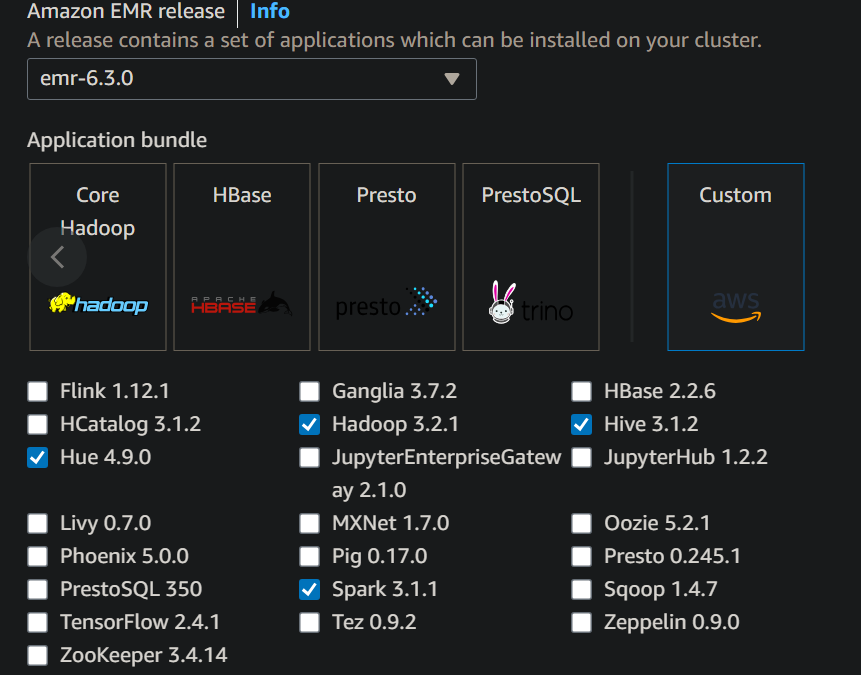 Amazon EMR release | Info
A release contains a set of applications which can be installed on your cluster.
emr-6.3.0
Application bundle
Core Hadoop
hadoop
HBase
APACHE HBASE
Presto
presto
PrestoSQL
trino
Custom
aws
Flink 1.12.1
Ganglia 3.7.2
HBase 2.2.6
HCatalog 3.1.2
Hadoop 3.2.1
Hive 3.1.2
Hue 4.9.0
JupyterEnterpriseGatew
ay 2.1.0
JupyterHub 1.2.2
Livy 0.7.0
MXNet 1.7.0
Oozie 5.2.1
Phoenix 5.0.0
Pig 0.17.0
Presto 0.245.1
PrestoSQL 350
Spark 3.1.1
Sqoop 1.4.7
TensorFlow 2.4.1
Tez 0.9.2
Zeppelin 0.9.0
ZooKeeper 3.4.14